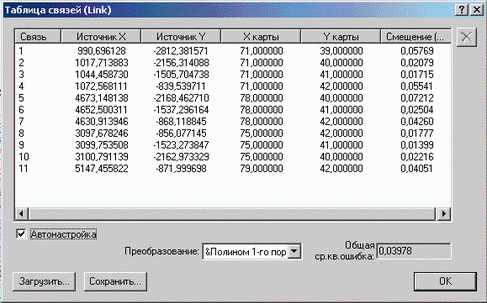 Таблица связей (Link)
Связь Источник X Источник Y X карты Y карты Смещение (...
1 990,696128 -2812,381571 71,000000 39,000000 0,05769
2 1017,713883 -2156,314088 71,000000 40,000000 0,02079
3 1044,458730 -1505,704738 71,000000 41,000000 0,01715
4 1072,568111 -839,539711 71,000000 42,000000 0,05541
5 4673,148138 -2168,462710 78,000000 40,000000 0,07212
6 4652,500311 -1537,296164 78,000000 41,000000 0,02504
7 4630,913946 -868,118845 78,000000 42,000000 0,04260
8 3097,678246 -856,077145 75,000000 42,000000 0,01777
9 3099,753508 -1523,273847 75,000000 41,000000 0,01399
10 3100,791139 -2162,973329 75,000000 40,000000 0,02216
11 5147,455822 -871,999698 79,000000 42,000000 0,04051
Автонастройка
Преобразование: &Полином 1-го пор Общая ср.кв.ошибка: 0,03978
Загрузить... Сохранить... OK